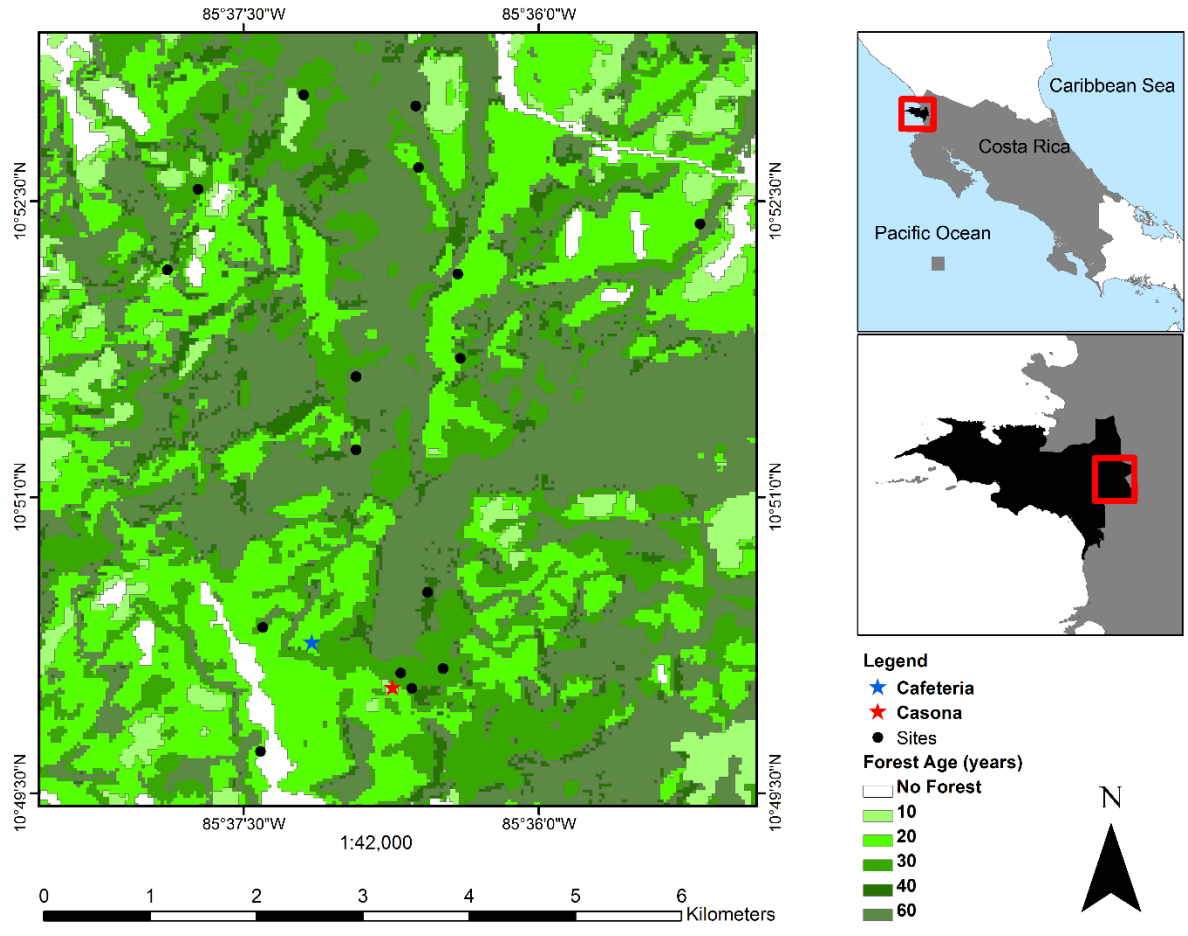 85°37'30"W
85°36'0"W
10°52'30"N
10°52'30"N
10°51'0"N
10°51'0"N
10°49'30"N
10°49'30"N
85°37'30"W
85°36'0"W
1:42,000
0 1 2 3 4 5 6
Kilometers
Caribbean Sea
Costa Rica
Pacific Ocean
Legend
Cafeteria
Casona
Sites
Forest Age (years)
No Forest
10
20
30
40
60
N